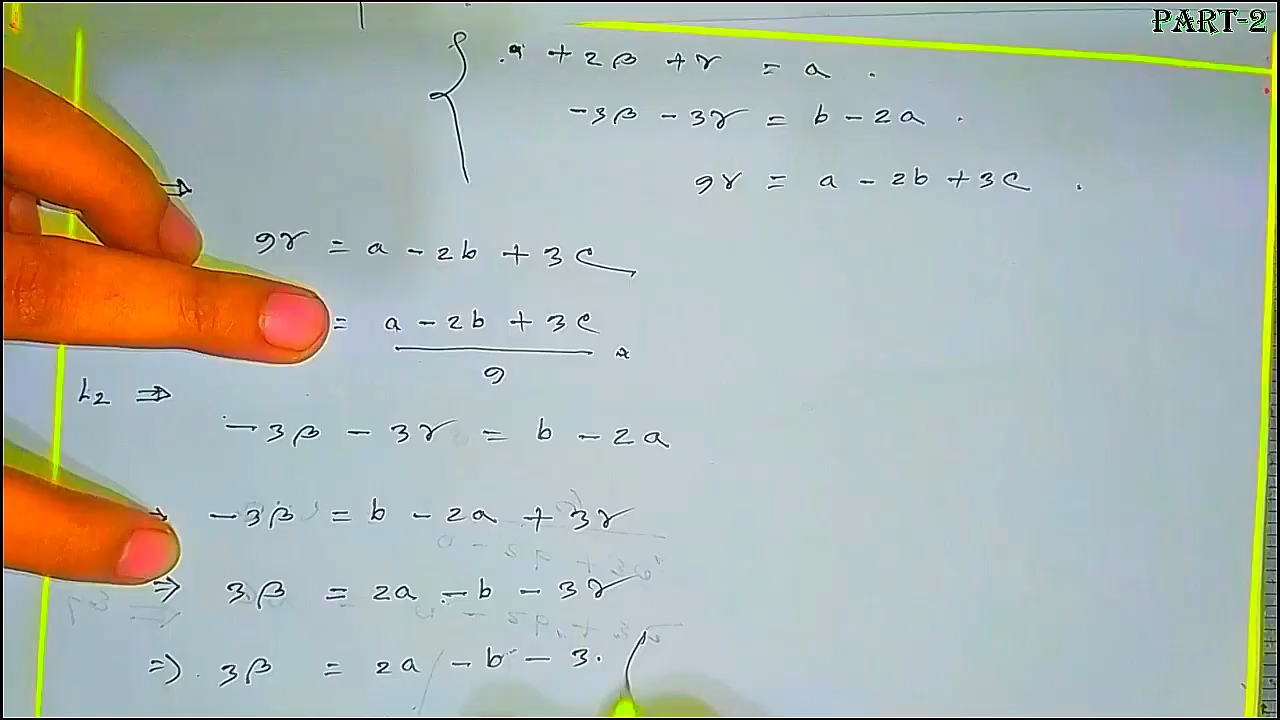 PART-2
α + 2β + γ = a .
-3β - 3γ = b - 2a .
⇒ 9γ = a - 2b + 3c .
9γ = a - 2b + 3c
= a - 2b + 3c / 9
L2 ⇒
-3β - 3γ = b - 2a
-3β = b - 2a + 3γ
⇒ 3β = 2a - b - 3γ
⇒ 3β = 2a - b - 3. (